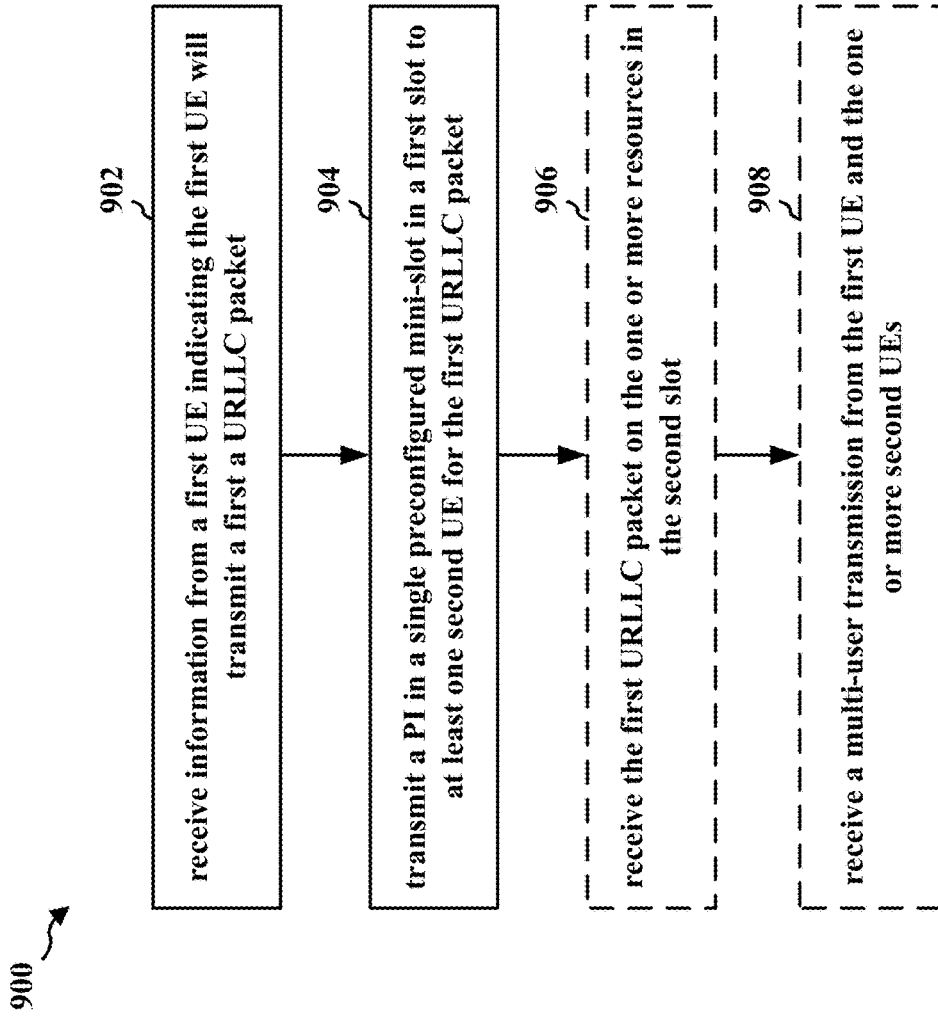 900
902
receive information from a first UE indicating the first UE will
transmit a first a URLLC packet
904
transmit a PI in a single preconfigured mini-slot in a first slot to
at least one second UE for the first URLLC packet
906
receive the first URLLC packet on the one or more resources in
the second slot
908
receive a multi-user transmission from the first UE and the one
or more second UEs